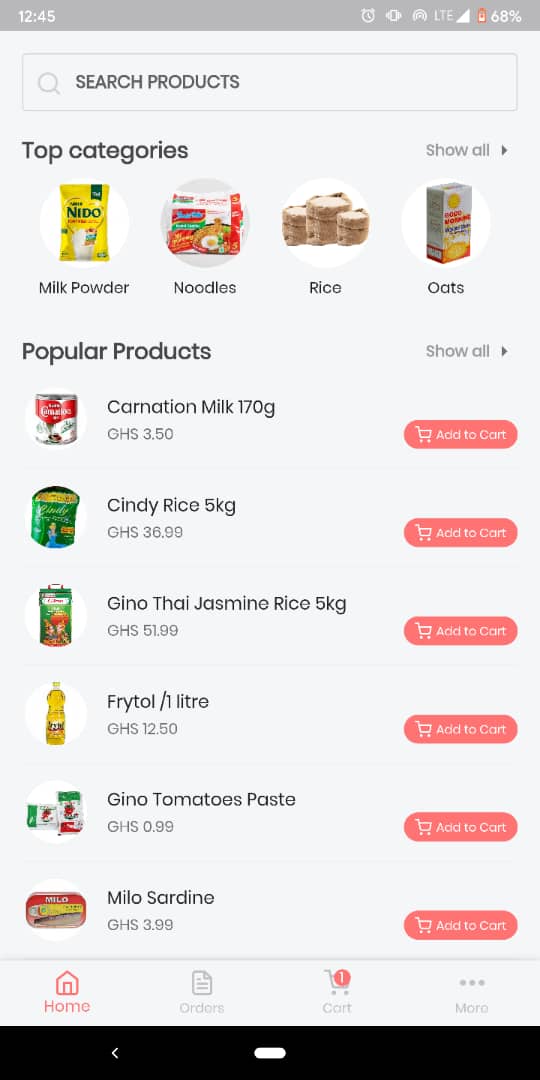 12:45 LTE 68%
SEARCH PRODUCTS
Top categories Show all
NIDO
GOOD
MORNING
Milk Powder Noodles Rice Oats
Popular Products Show all
Carnation
Carnation Milk 170g
GHS 3.50
Add to Cart
Cindy
Cindy Rice 5kg
GHS 36.99
Add to Cart
Gino Thai Jasmine Rice 5kg
GHS 51.99
Add to Cart
Frytol /1 litre
GHS 12.50
Add to Cart
Gino Tomatoes Paste
GHS 0.99
Add to Cart
MILO
Milo Sardine
GHS 3.99
Add to Cart
1
Home Orders Cart More